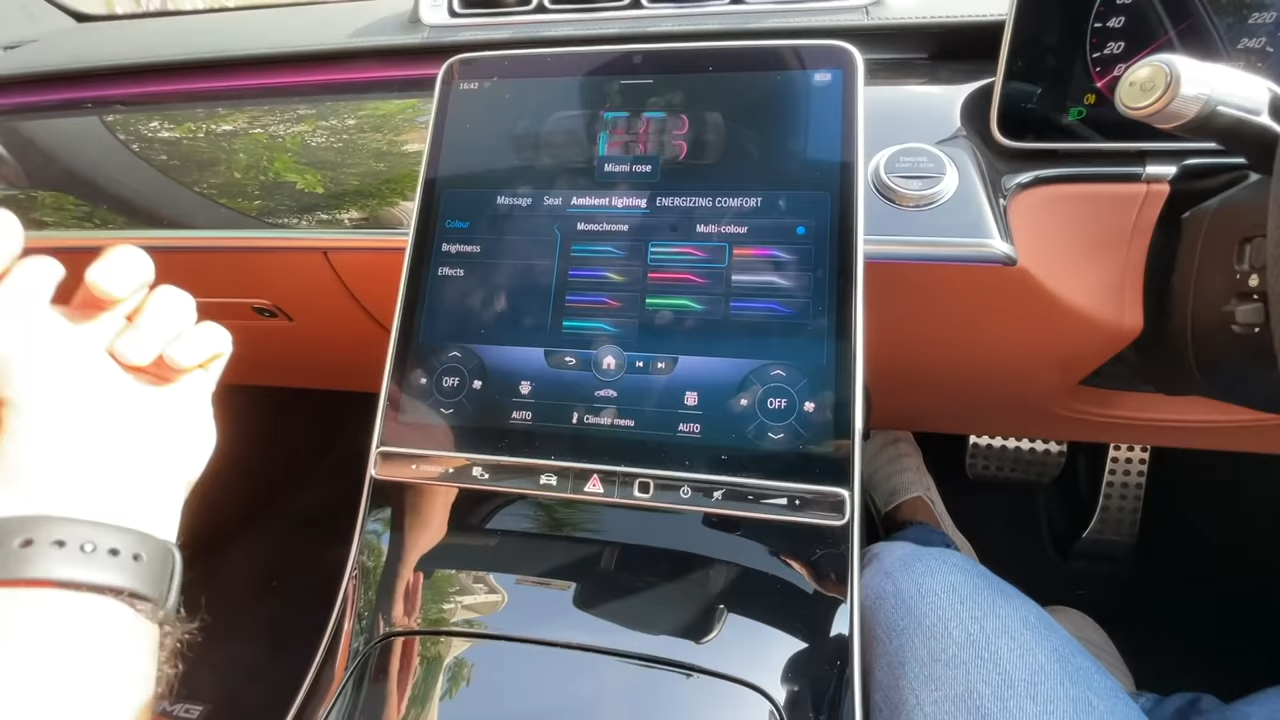 40
20
220
240
16:42
Miami rose
ENGINE
START / STOP
Massage Seat Ambient lighting ENERGIZING COMFORT
Colour
Monochrome
Multi-colour
Brightness
Effects
OFF
OFF
AUTO
Climate menu
AUTO
MG